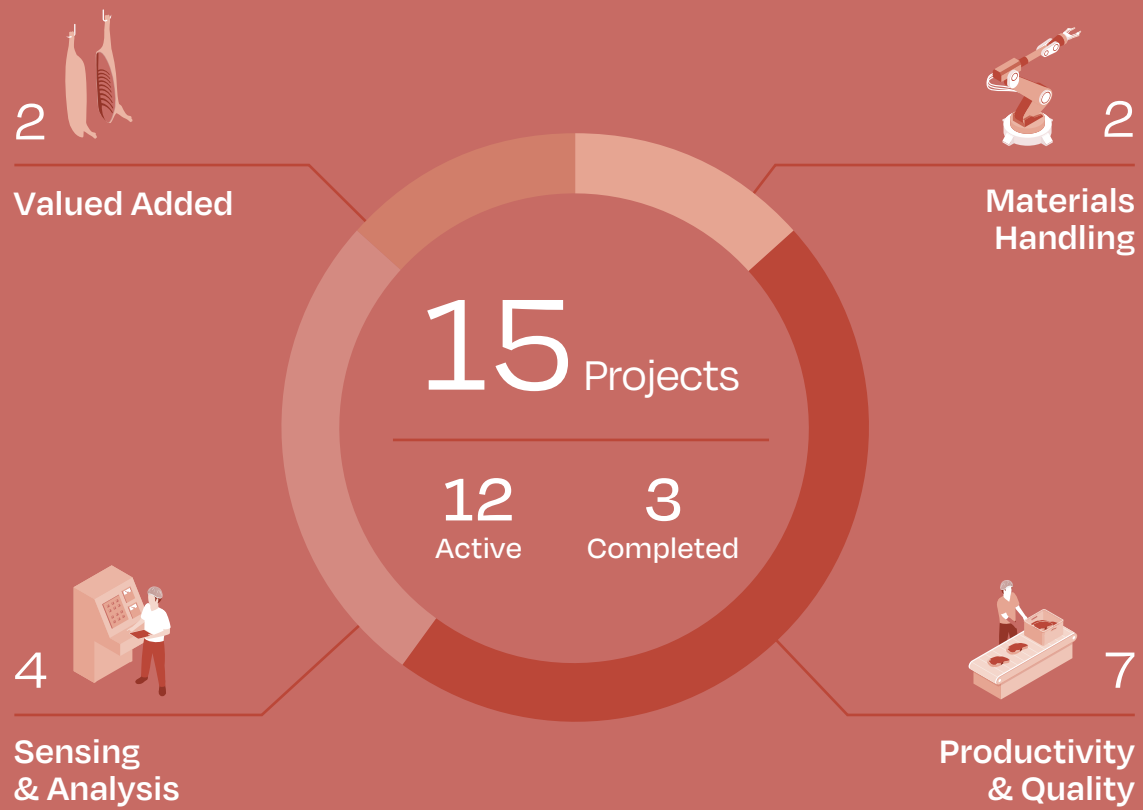 2
Valued Added
2
Materials
Handling
15 Projects
12
Active
3
Completed
4
Sensing
& Analysis
7
Productivity
& Quality